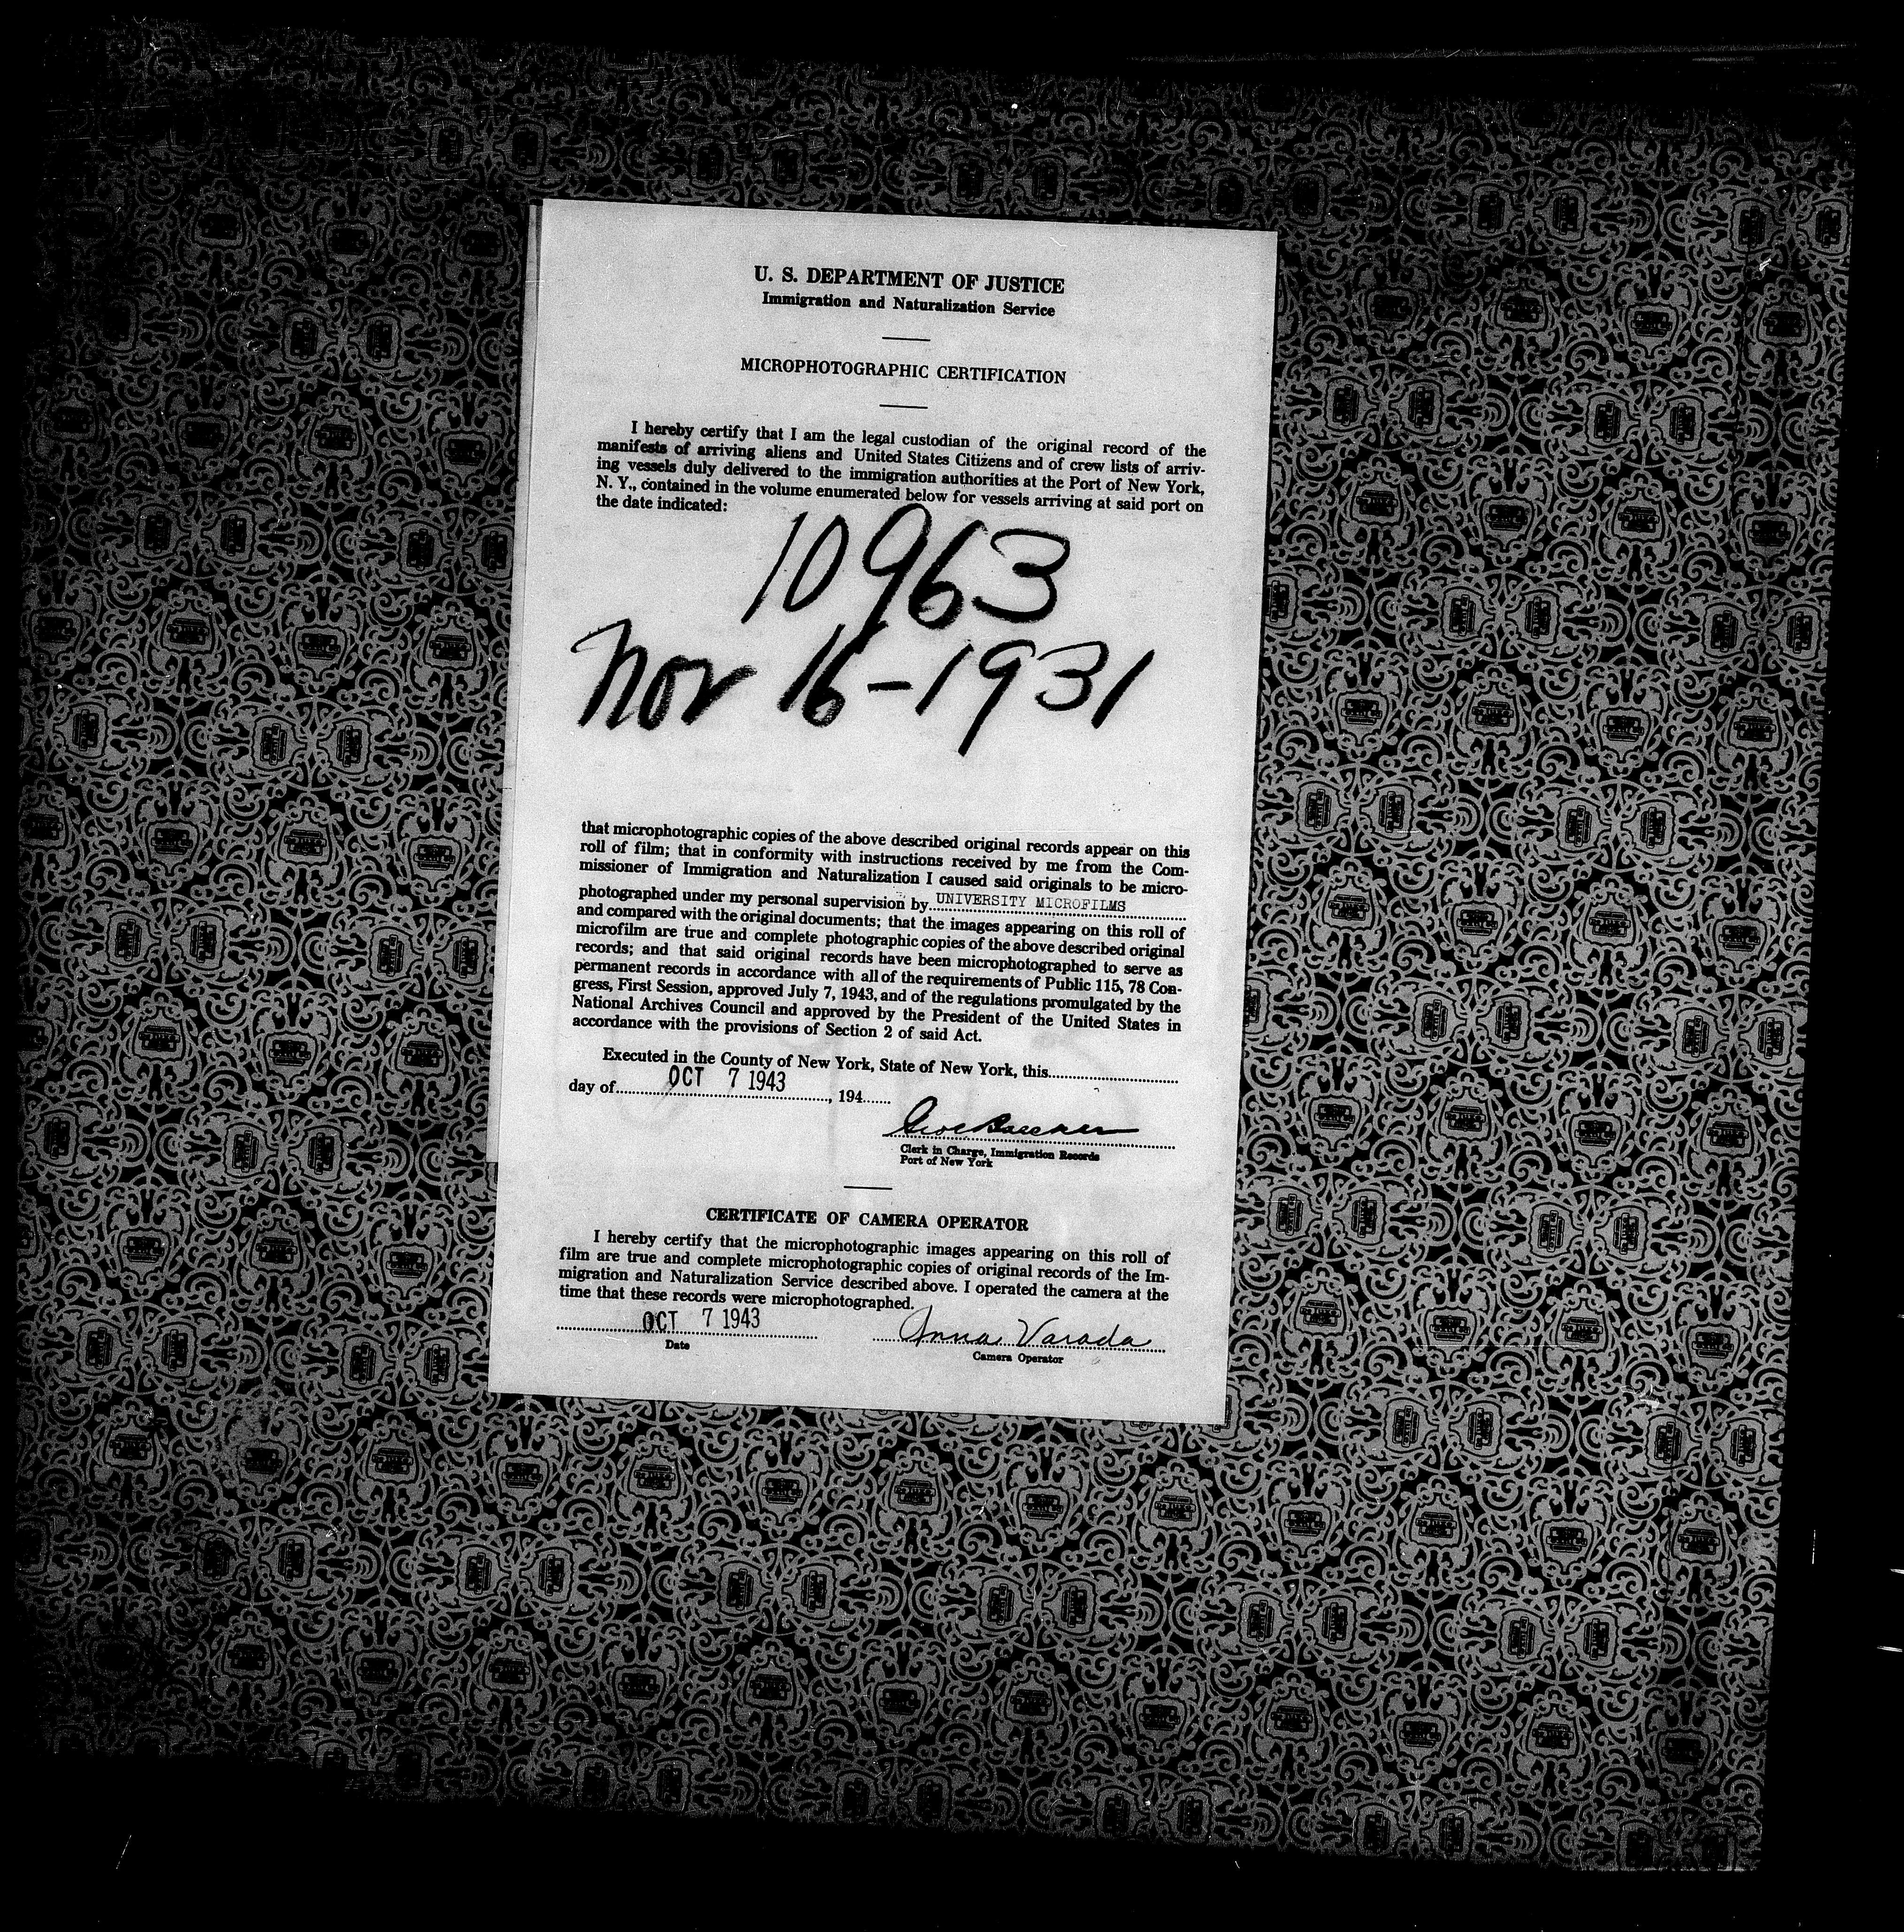 U. S. DEPARTMENT OF JUSTICE
Immigration and Naturalization Service
MICROPHOTOGRAPHIC CERTIFICATION
I hereby certify that I am the legal custodian of the original record of the
manifests of arriving aliens and United States Citizens and of crew lists of arriv-
ing vessels duly delivered to the immigration authorities at the Port of New York,
N. Y., contained in the volume enumerated below for vessels arriving at said port on
the date indicated:
10963
Nov 16-1931
that microphotographic copies of the above described original records appear on this
roll of film; that in conformity with instructions received by me from the Com-
missioner of Immigration and Naturalization I caused said originals to be micro-
photographed under my personal supervision by UNIVERSITY MICROFILMS
and compared with the original documents; that the images appearing on this roll of
microfilm are true and complete photographic copies of the above described original
records; and that said original records have been microphotographed to serve as
permanent records in accordance with all of the requirements of Public 115, 78 Con-
gress, First Session, approved July 7, 1943, and of the regulations promulgated by the
National Archives Council and approved by the President of the United States in
accordance with the provisions of Section 2 of said Act.
Executed in the County of New York, State of New York, this
day of OCT 7 1943, 194
Clerk in Charge, Immigration Records
Port of New York
CERTIFICATE OF CAMERA OPERATOR
I hereby certify that the microphotographic images appearing on this roll of
film are true and complete microphotographic copies of original records of the Im-
migration and Naturalization Service described above. I operated the camera at the
time that these records were microphotographed.
OCT 7 1943 Anna Varada
Date Camera Operator